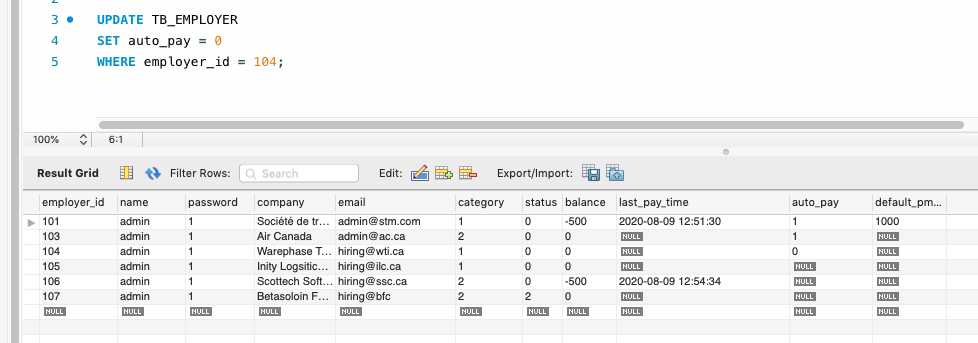 2
3 UPDATE TB_EMPLOYER
4 SET auto_pay = 0
5 WHERE employer_id = 104;
100% 6:1
Result Grid Filter Rows: Search Edit: Export/Import:
employer_id name password company email category status balance last_pay_time auto_pay default_pm...
101 admin 1 Société de tr... admin@stm.com 1 0 -500 2020-08-09 12:51:30 1 1000
103 admin 1 Air Canada admin@ac.ca 2 0 0 NULL 1 NULL
104 admin 1 Warephase T... hiring@wti.ca 1 0 0 NULL 0 NULL
105 admin 1 Inity Logsitic... hiring@ilc.ca 1 0 0 NULL NULL NULL
106 admin 1 Scottech Soft... hiring@ssc.ca 2 0 -500 2020-08-09 12:54:34 NULL NULL
107 admin 1 Betasoloin F... hiring@bfc 2 2 0 NULL NULL NULL
NULL NULL NULL NULL NULL NULL NULL NULL NULL NULL NULL